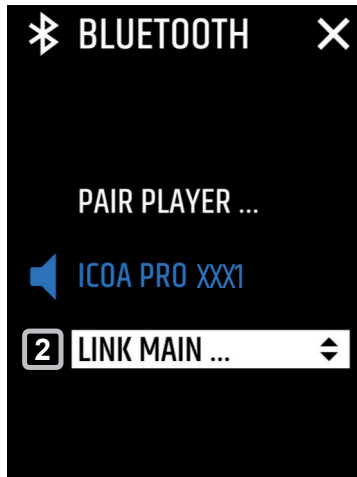 BLUETOOTH
PAIR PLAYER ...
ICOA PRO XXX1
2 LINK MAIN ...